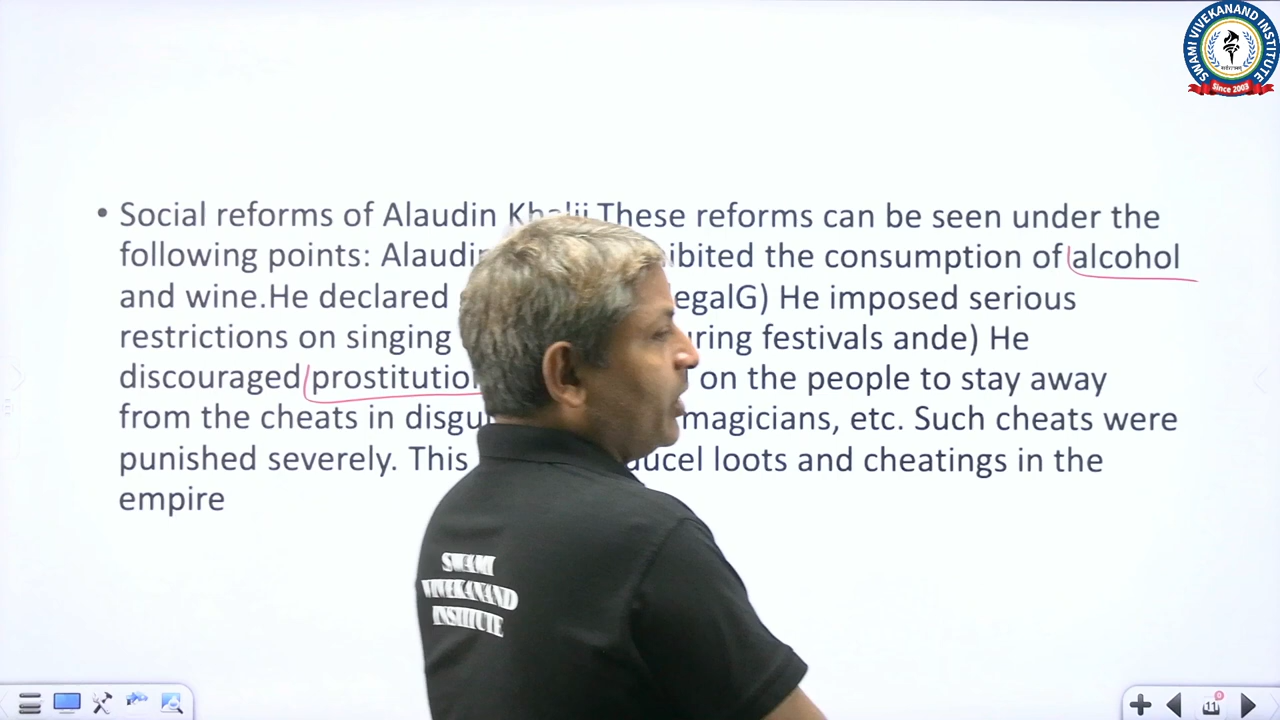 SWAMI VIVEKANAND INSTITUTE
Since 2003
• Social reforms of Alaudin Khalji These reforms can be seen under the
following points: Alaudin the consumption of alcohol
and wine.He declared egalG) He imposed serious
restrictions on singing uring festivals ande) He
discouraged prostitution on the people to stay away
from the cheats in magicians, etc. Such cheats were
punished severely. This loots and cheatings in the
empire
SWAMI
VIVEKANAND
INSTITUTE
11